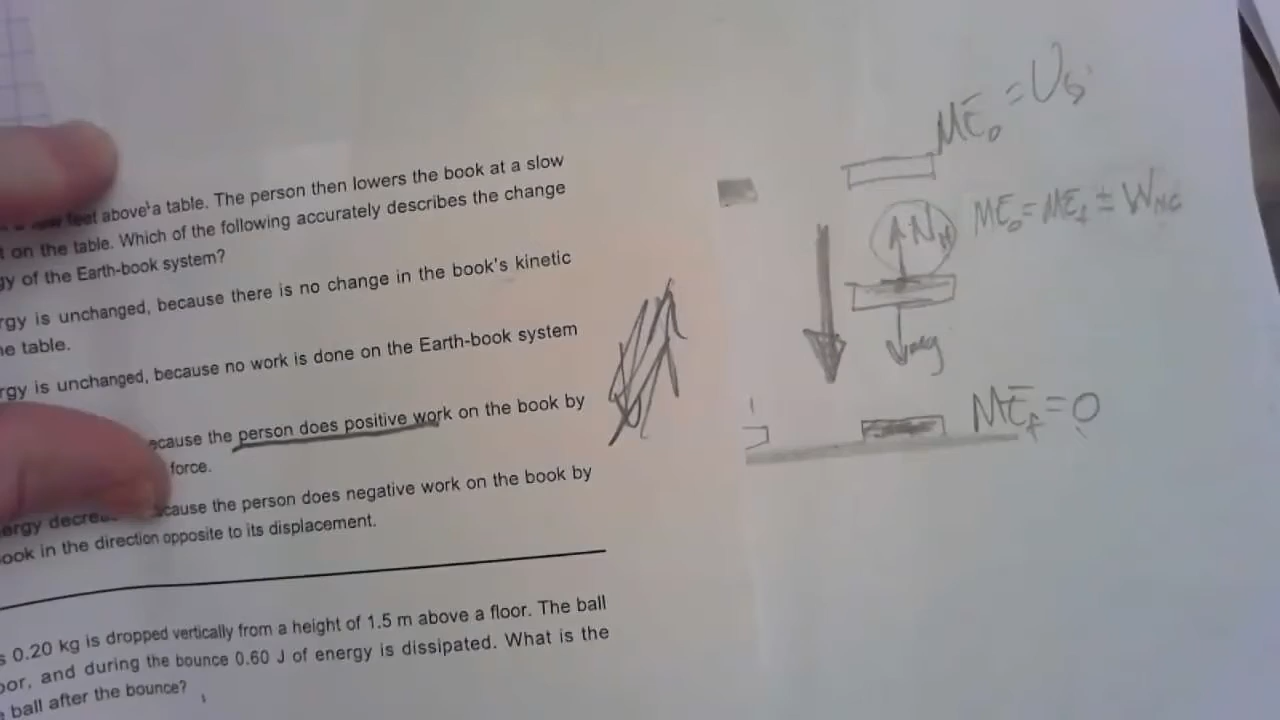 feet above a table. The person then lowers the book at a slow
t on the table. Which of the following accurately describes the change
gy of the Earth-book system?
rgy is unchanged, because there is no change in the book's kinetic
he table.
rgy is unchanged, because no work is done on the Earth-book system
ecause the person does positive work on the book by
force.
ergy decrea cause the person does negative work on the book by
ook in the direction opposite to its displacement.
s 0.20 kg is dropped vertically from a height of 1.5 m above a floor. The ball
oor, and during the bounce 0.60 J of energy is dissipated. What is the
e ball after the bounce?
ME₀ = UG
N
ME₀ = MEf ± WNC
mg
MEf = 0